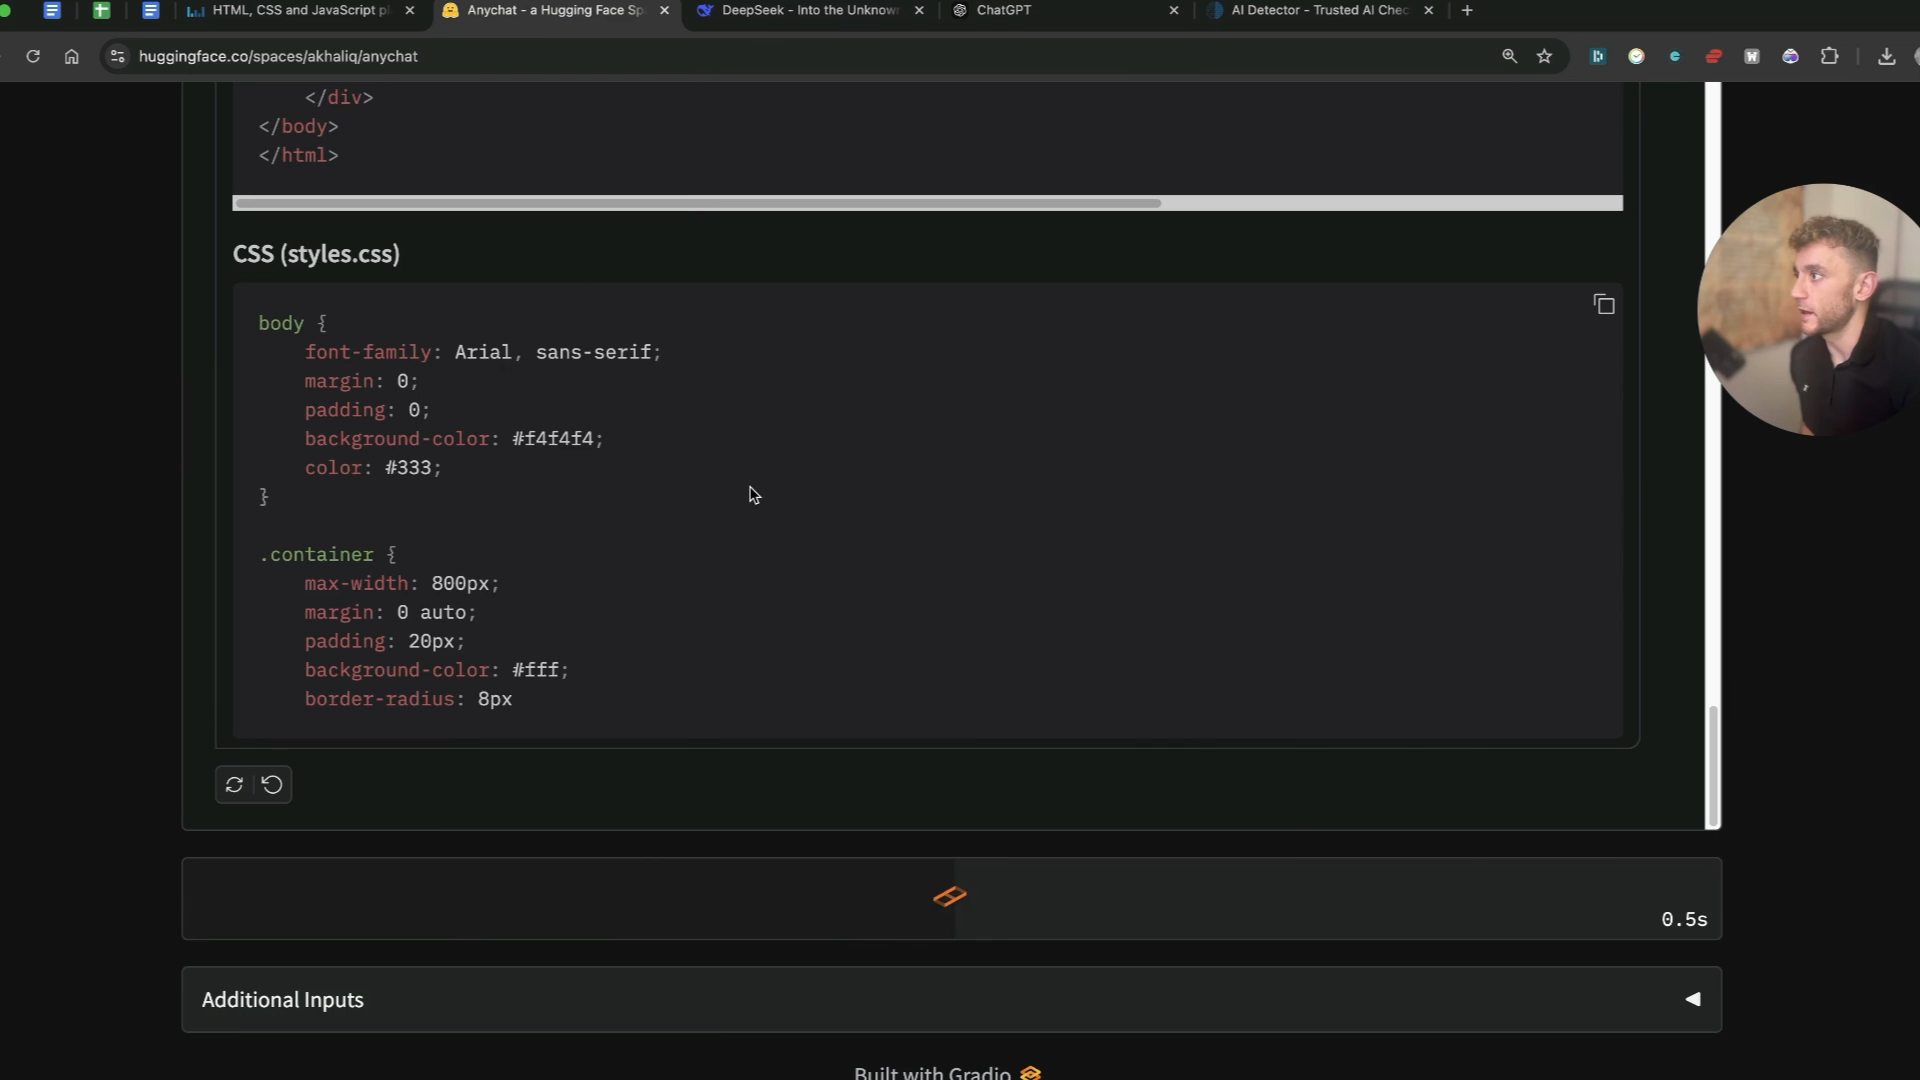 HTML, CSS and JavaScript pl
Anychat - a Hugging Face Sp
DeepSeek - Into the Unknown
ChatGPT
AI Detector - Trusted AI Chec
huggingface.co/spaces/akhaliq/anychat
</div>
</body>
</html>
CSS (styles.css)
body {
font-family: Arial, sans-serif;
margin: 0;
padding: 0;
background-color: #f4f4f4;
color: #333;
}
.container {
max-width: 800px;
margin: 0 auto;
padding: 20px;
background-color: #fff;
border-radius: 8px
0.5s
Additional Inputs
Built with Gradio